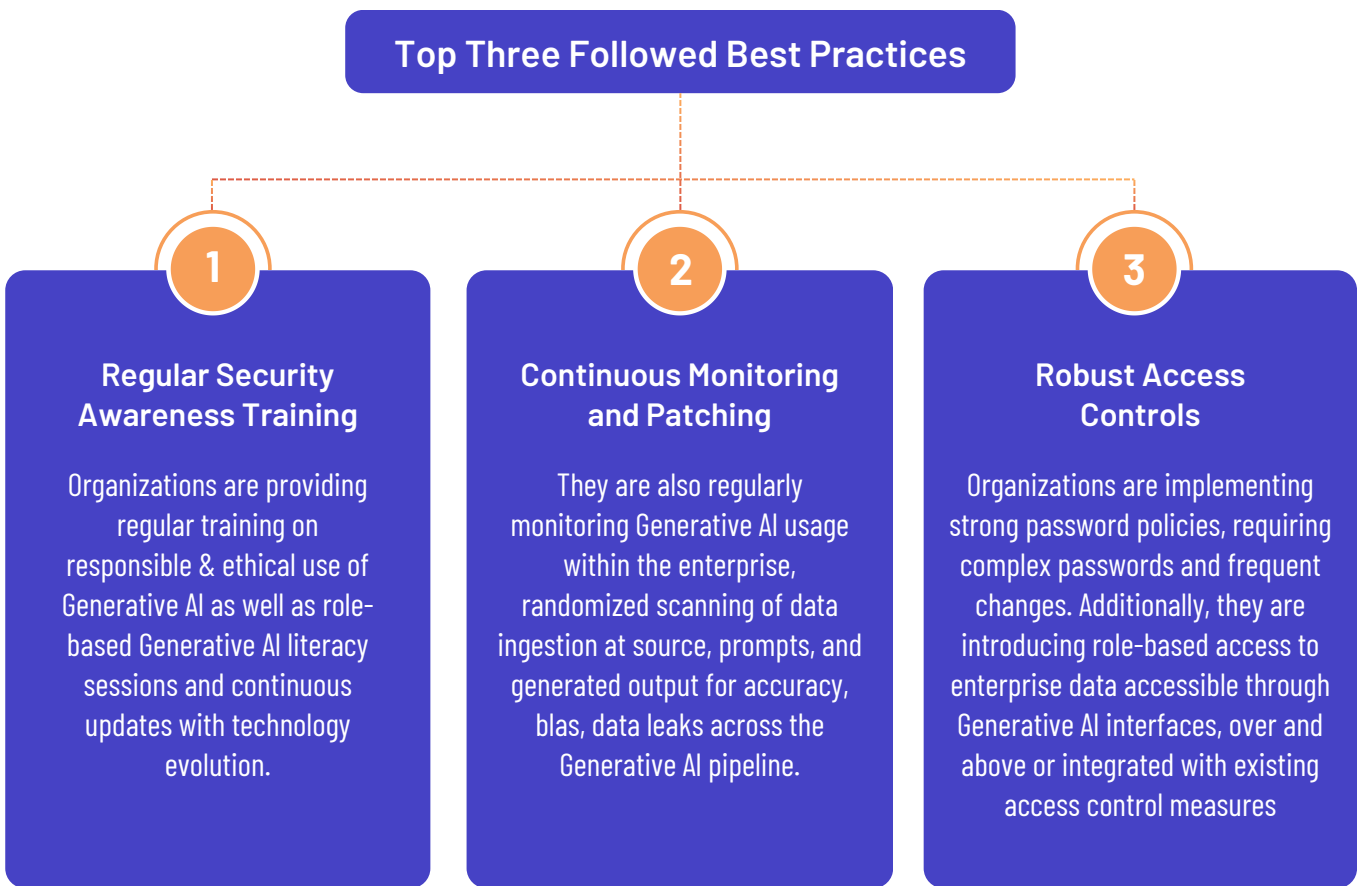 Top Three Followed Best Practices
1
Regular Security
Awareness Training
Organizations are providing
regular training on
responsible & ethical use of
Generative AI as well as role-
based Generative AI literacy
sessions and continuous
updates with technology
evolution.
2
Continuous Monitoring
and Patching
They are also regularly
monitoring Generative AI usage
within the enterprise,
randomized scanning of data
ingestion at source, prompts, and
generated output for accuracy,
blas, data leaks across the
Generative AI pipeline.
3
Robust Access
Controls
Organizations are implementing
strong password policies, requiring
complex passwords and frequent
changes. Additionally, they are
introducing role-based access to
enterprise data accessible through
Generative AI interfaces, over and
above or integrated with existing
access control measures